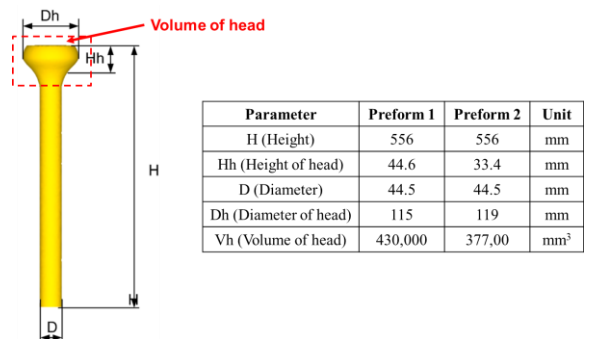 Dh
Volume of head
Hh
H
H
D
Parameter Preform 1 Preform 2 Unit
H (Height) 556 556 mm
Hh (Height of head) 44.6 33.4 mm
D (Diameter) 44.5 44.5 mm
Dh (Diameter of head) 115 119 mm
Vh (Volume of head) 430,000 377,00 mm³